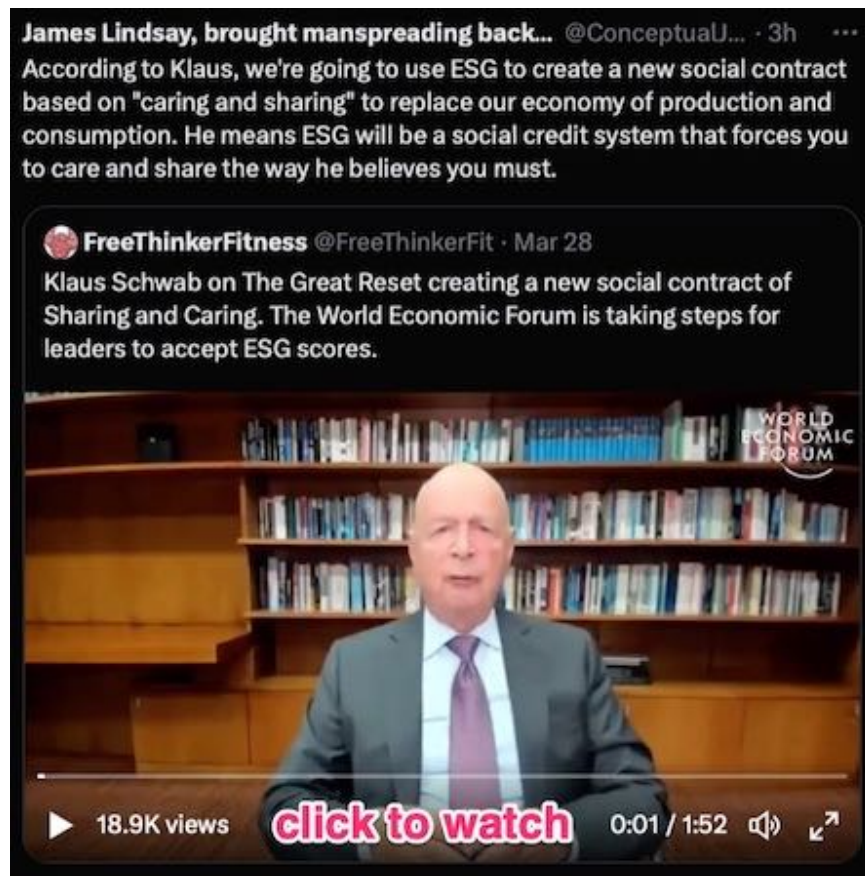 James Lindsay, brought manspreading back... @ConceptuaU... · 3h ...
According to Klaus, we're going to use ESG to create a new social contract
based on "caring and sharing" to replace our economy of production and
consumption. He means ESG will be a social credit system that forces you
to care and share the way he believes you must.
FreeThinkerFitness @FreeThinkerFit · Mar 28
Klaus Schwab on The Great Reset creating a new social contract of
Sharing and Caring. The World Economic Forum is taking steps for
leaders to accept ESG scores.
WORLD
ECONOMIC
FORUM
18.9K views click to watch 0:01 / 1:52